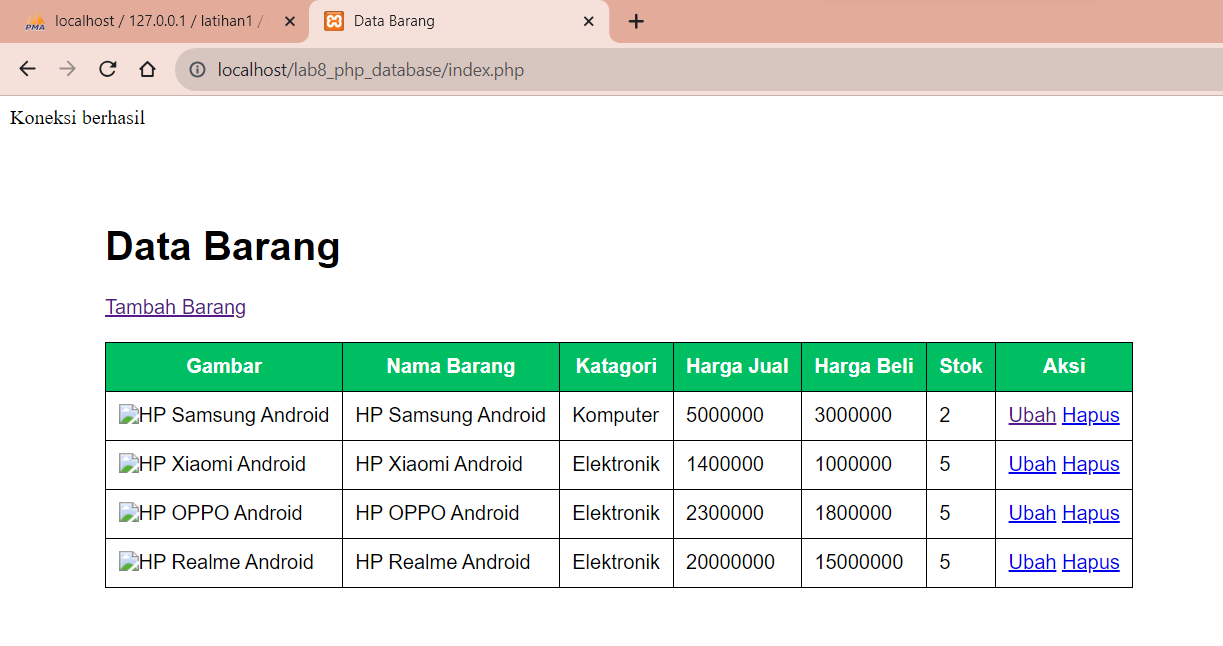 PMA localhost / 127.0.0.1 / latihan1 / Data Barang
localhost/lab8_php_database/index.php
Koneksi berhasil
Data Barang
Tambah Barang
Gambar Nama Barang Katagori Harga Jual Harga Beli Stok Aksi
HP Samsung Android HP Samsung Android Komputer 5000000 3000000 2 Ubah Hapus
HP Xiaomi Android HP Xiaomi Android Elektronik 1400000 1000000 5 Ubah Hapus
HP OPPO Android HP OPPO Android Elektronik 2300000 1800000 5 Ubah Hapus
HP Realme Android HP Realme Android Elektronik 20000000 15000000 5 Ubah Hapus